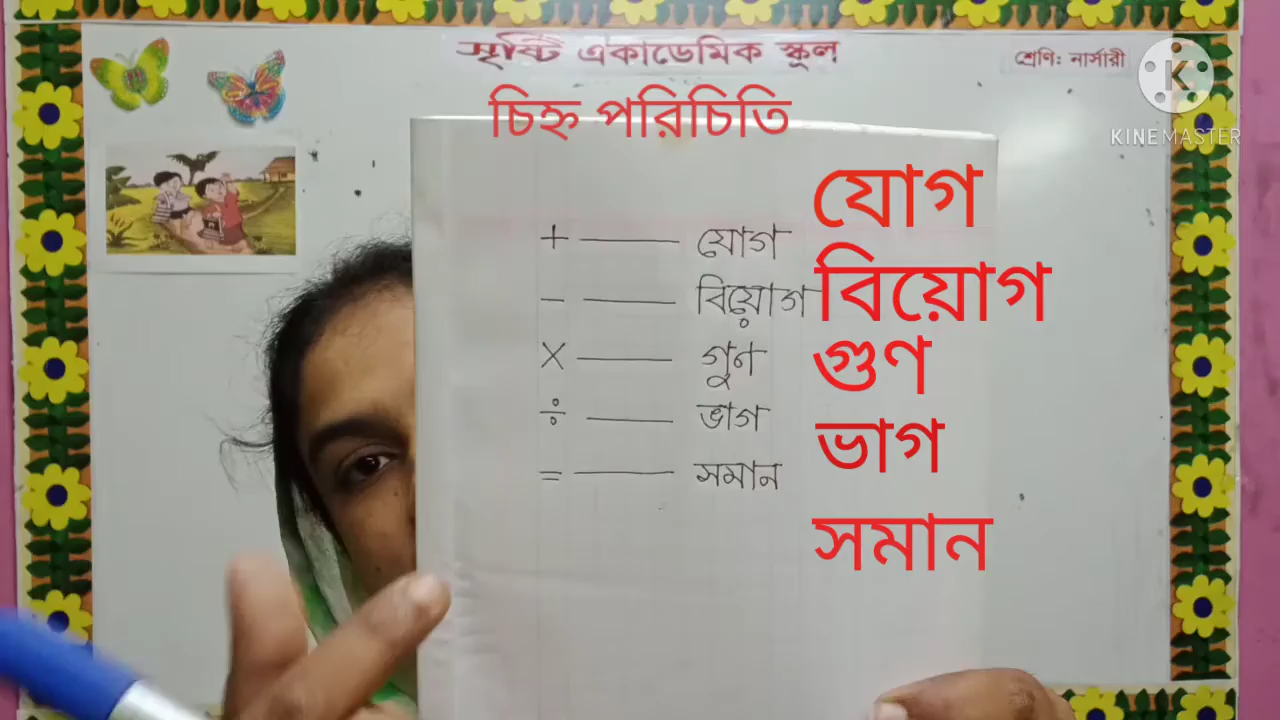 সৃষ্টি একাডেমিক স্কুল
শ্রেণি: নার্সারী
KINEMASTER
চিহ্ন পরিচিতি
+ ——— যোগ যোগ
− ——— বিয়োগ বিয়োগ
× ——— গুন গুণ
÷ ——— ভাগ ভাগ
= ——— সমান সমান